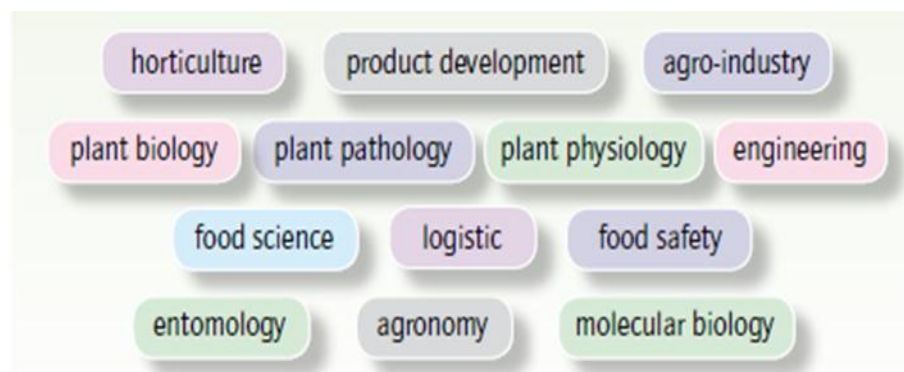 horticulture product development agro-industry
plant biology plant pathology plant physiology engineering
food science logistic food safety
entomology agronomy molecular biology